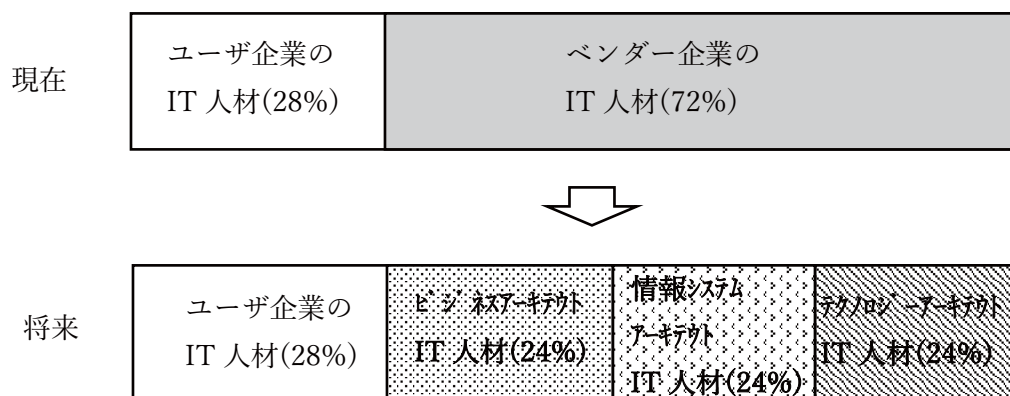 現在
ユーザ企業の
IT 人材(28%)
ベンダー企業の
IT 人材(72%)
将来
ユーザ企業の
IT 人材(28%)
ビジネスアーキテウト
IT 人材(24%)
情報システム
アーキテウト
IT 人材(24%)
テクノロジーアーキテウト
IT 人材(24%)